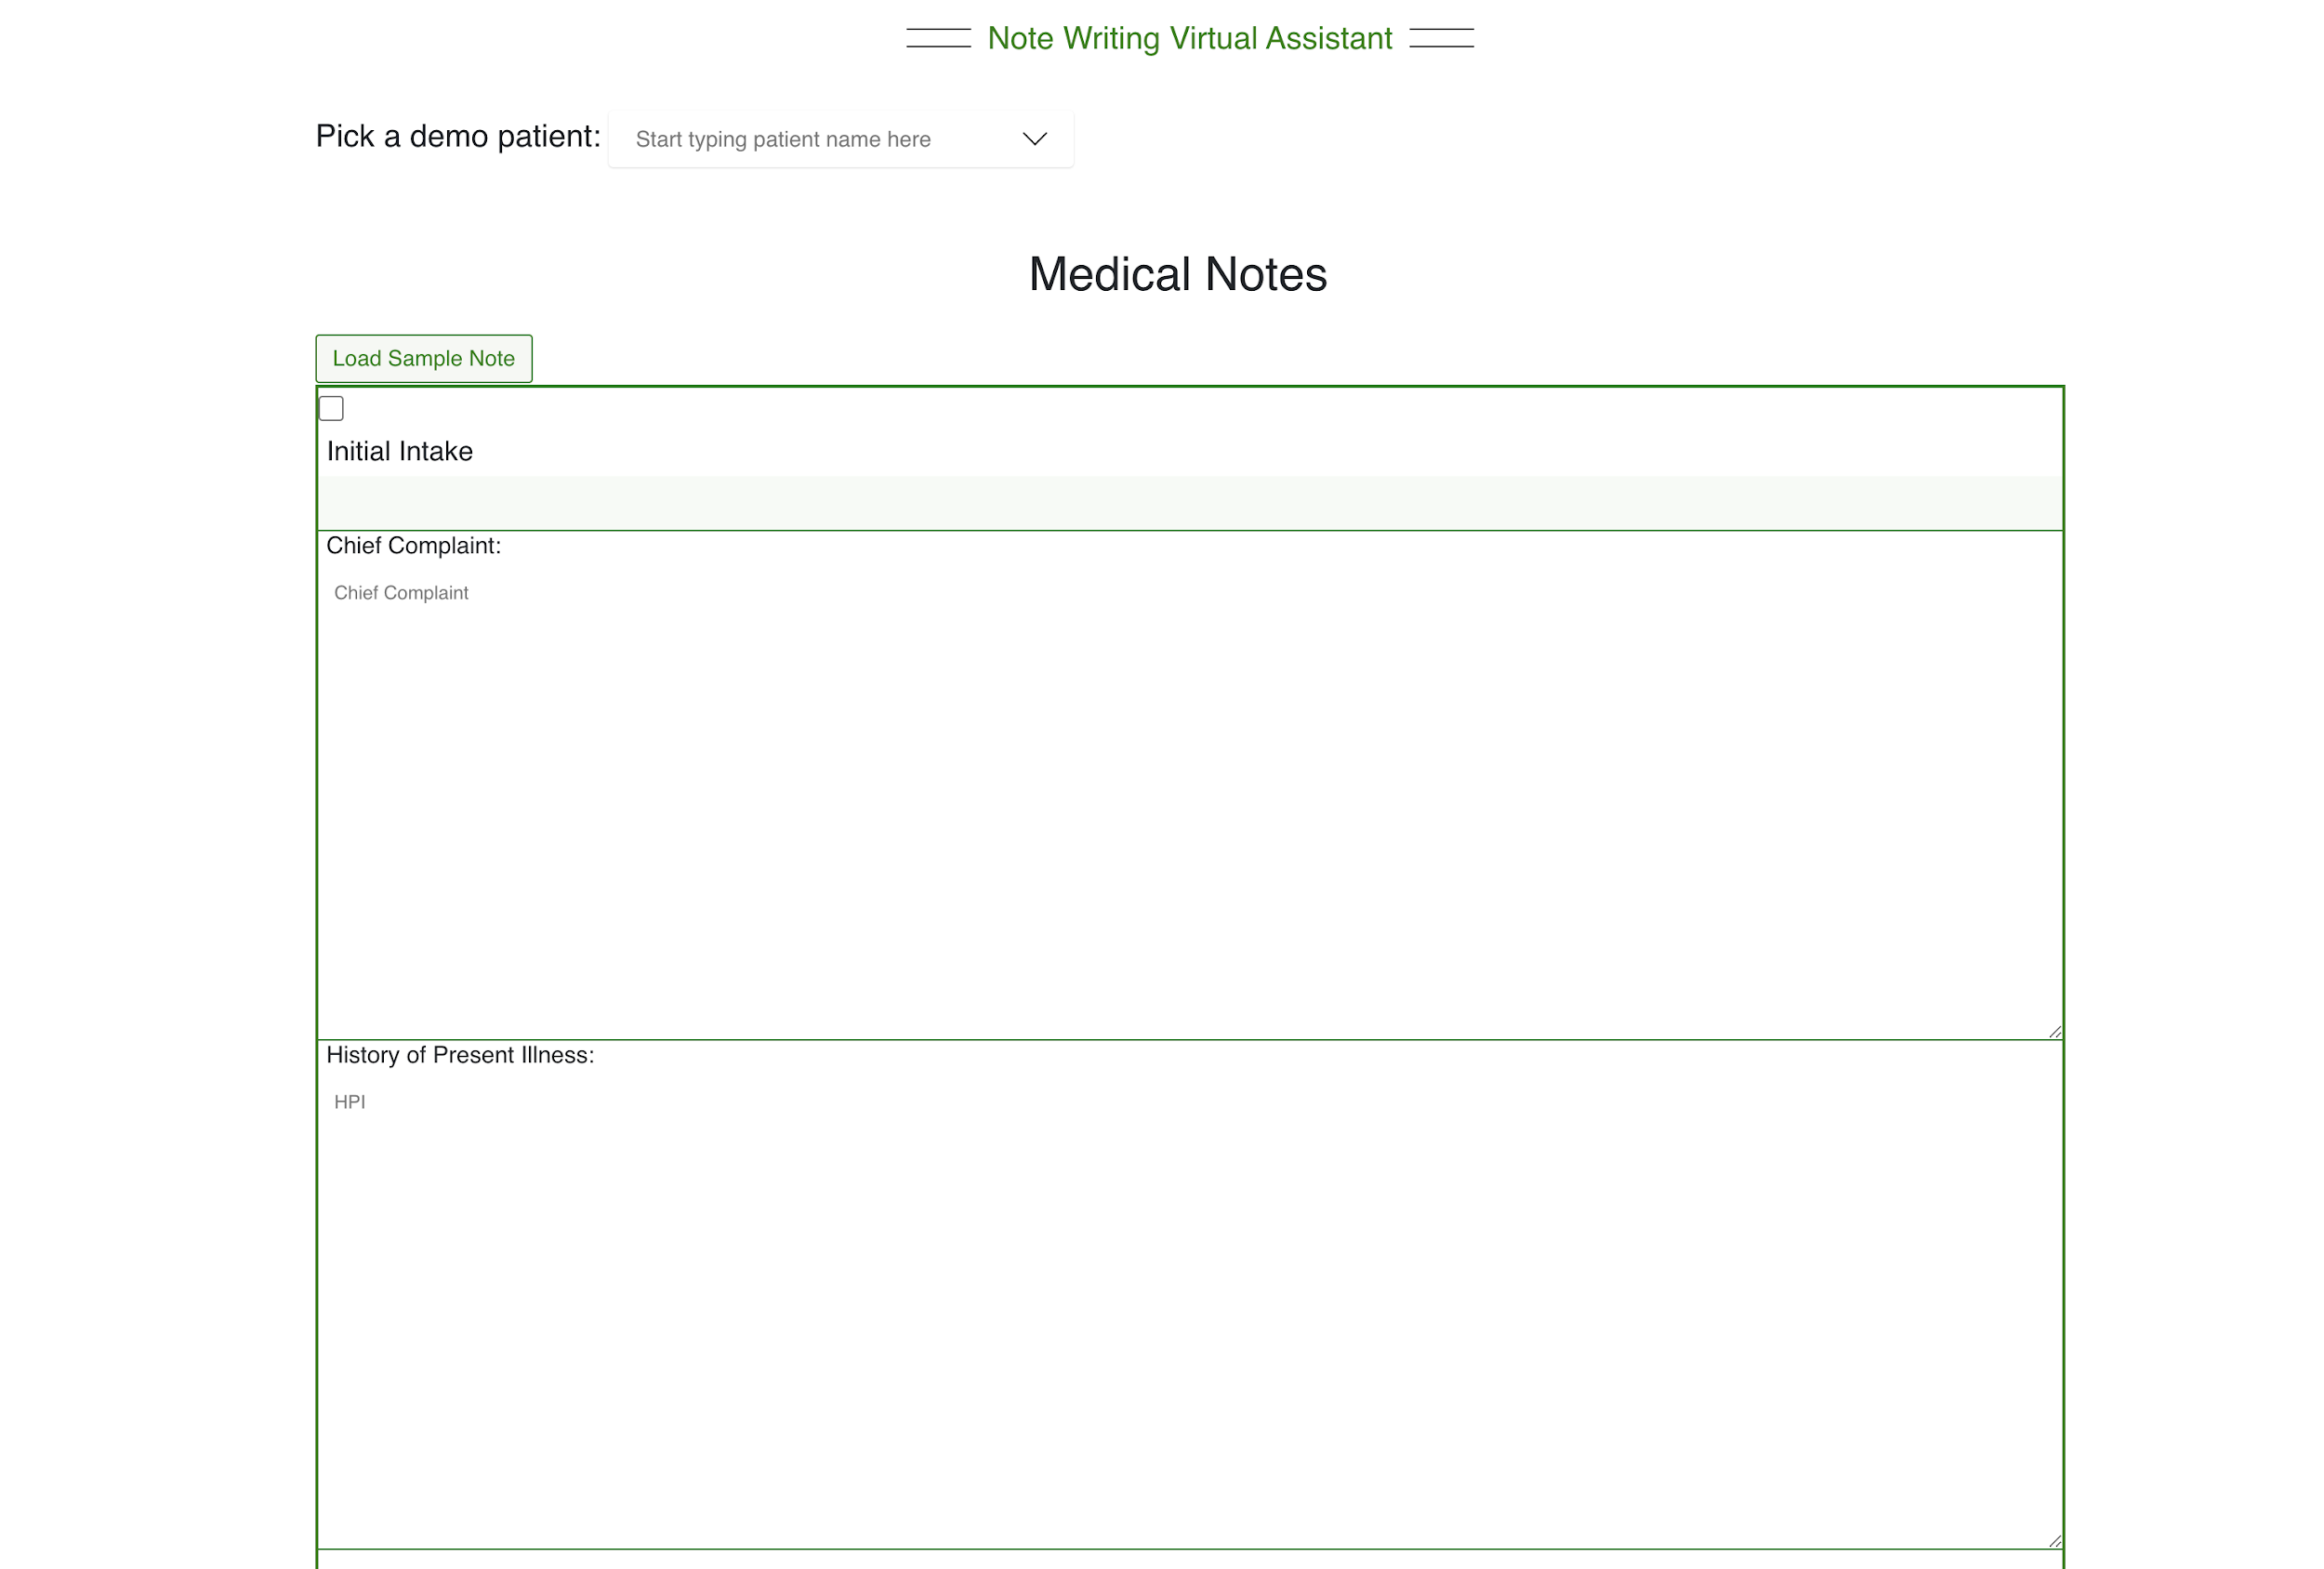 Note Writing Virtual Assistant
Pick a demo patient: Start typing patient name here
Medical Notes
Load Sample Note
Initial Intake
Chief Complaint:
Chief Complaint
History of Present Illness:
HPI